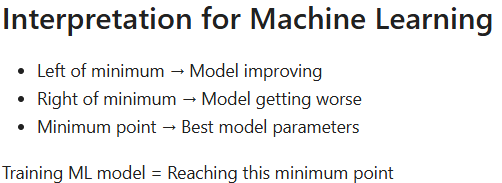 Interpretation for Machine Learning
• Left of minimum → Model improving
• Right of minimum → Model getting worse
• Minimum point → Best model parameters
Training ML model = Reaching this minimum point